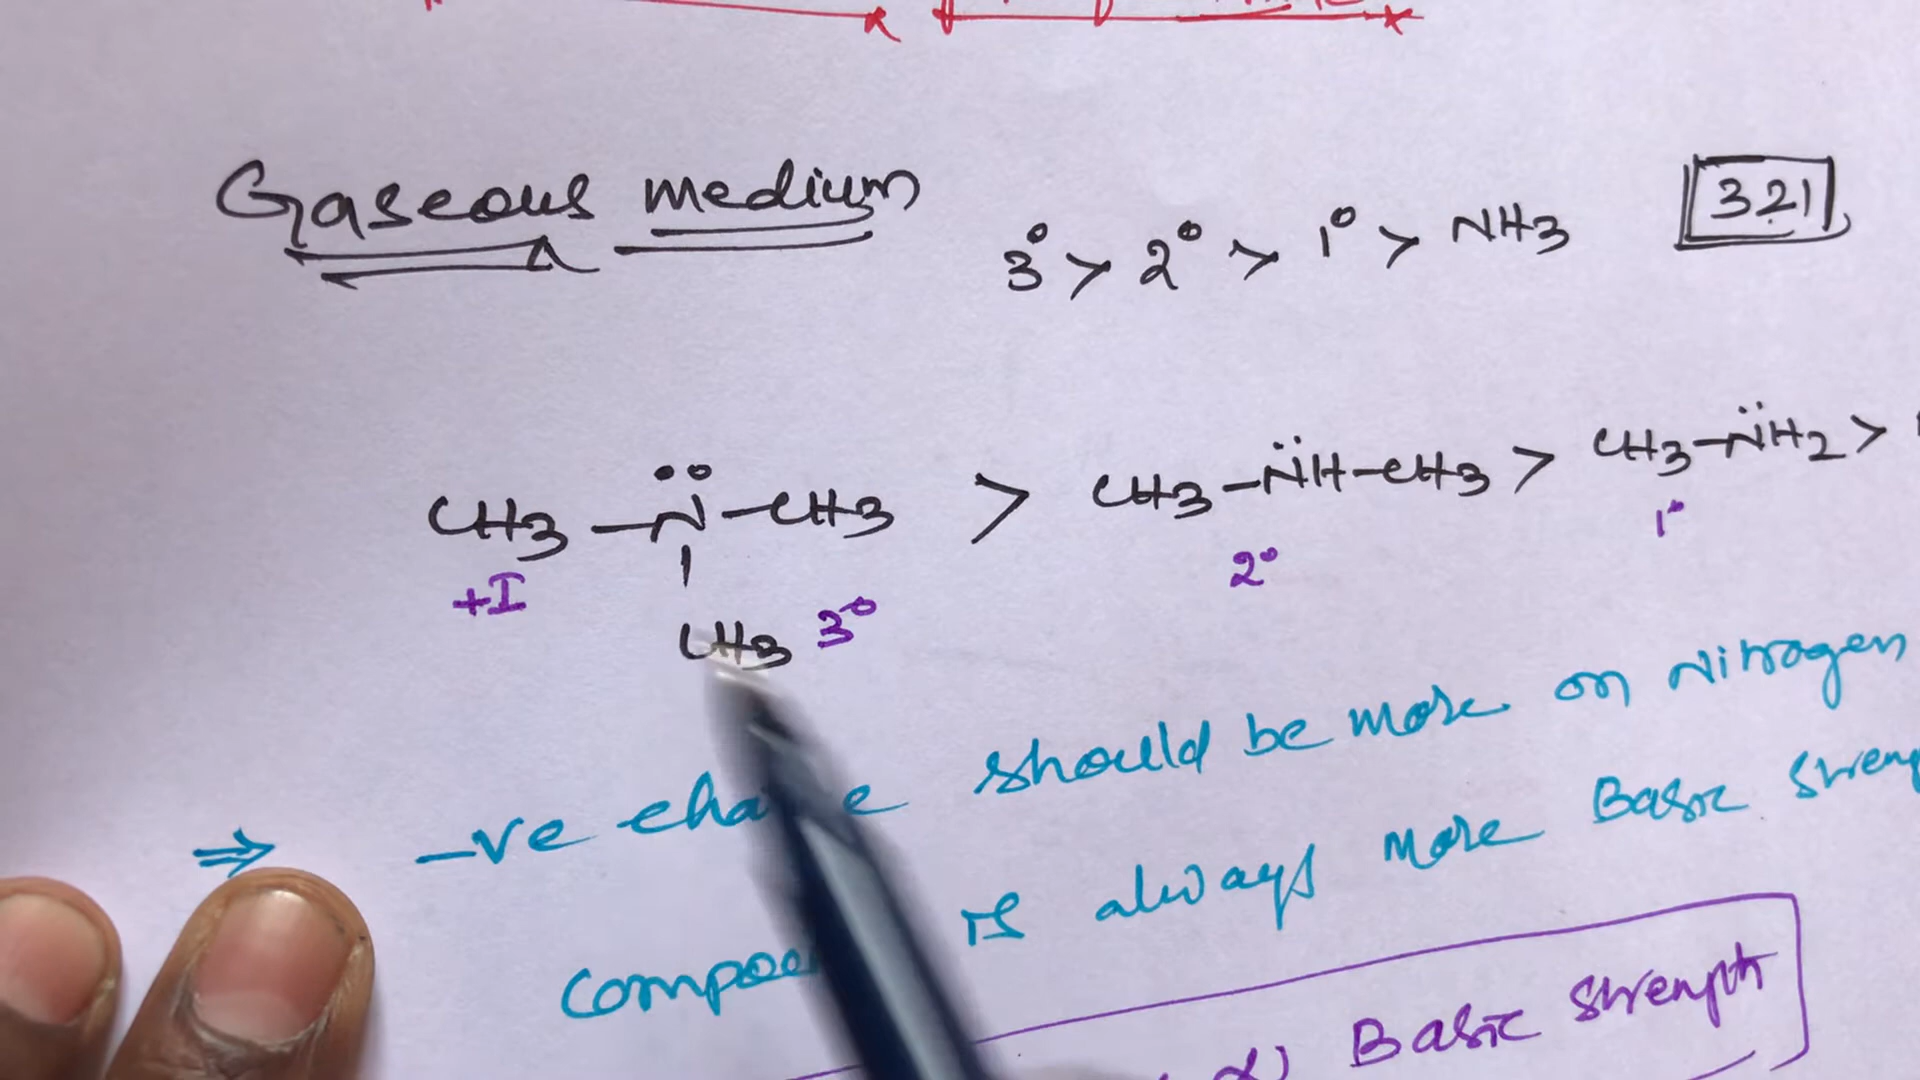 Gaseous medium
3° > 2° > 1° > NH3
321
CH3 — N̈ — CH3 > CH3 — N̈H — CH3 > CH3 — N̈H2 >
|
CH3
+I 3° 2° 1°
⇒ -ve should be more on Nitrogen
is always more Basic
Basic strength